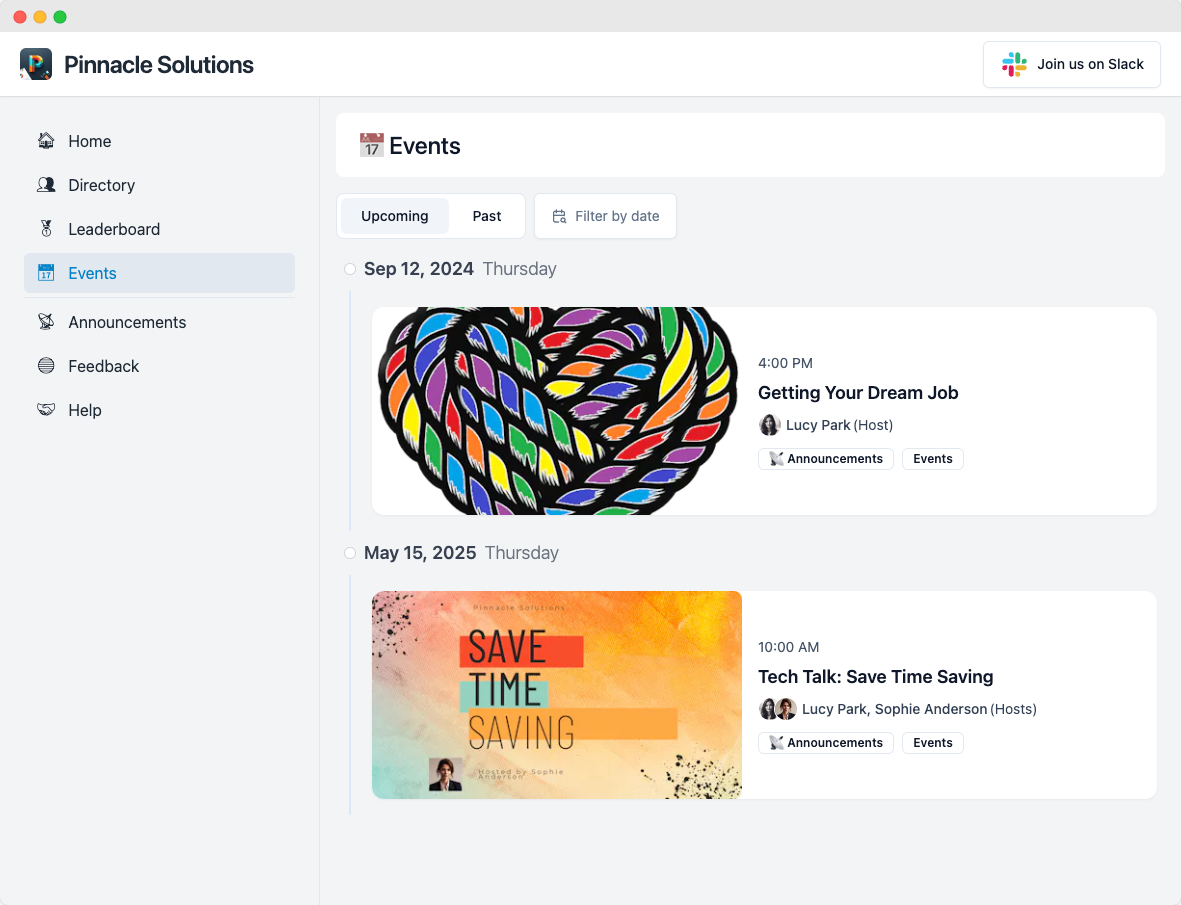 Pinnacle Solutions
Join us on Slack
Home
Directory
Leaderboard
17
Events
Announcements
Feedback
Help
17 Events
Upcoming
Past
Filter by date
Sep 12, 2024 Thursday
4:00 PM
Getting Your Dream Job
Lucy Park (Host)
Announcements
Events
May 15, 2025 Thursday
Pinnacle Solutions
SAVE
TIME
SAVING
Hosted by Sophie
Anderson
10:00 AM
Tech Talk: Save Time Saving
Lucy Park, Sophie Anderson (Hosts)
Announcements
Events